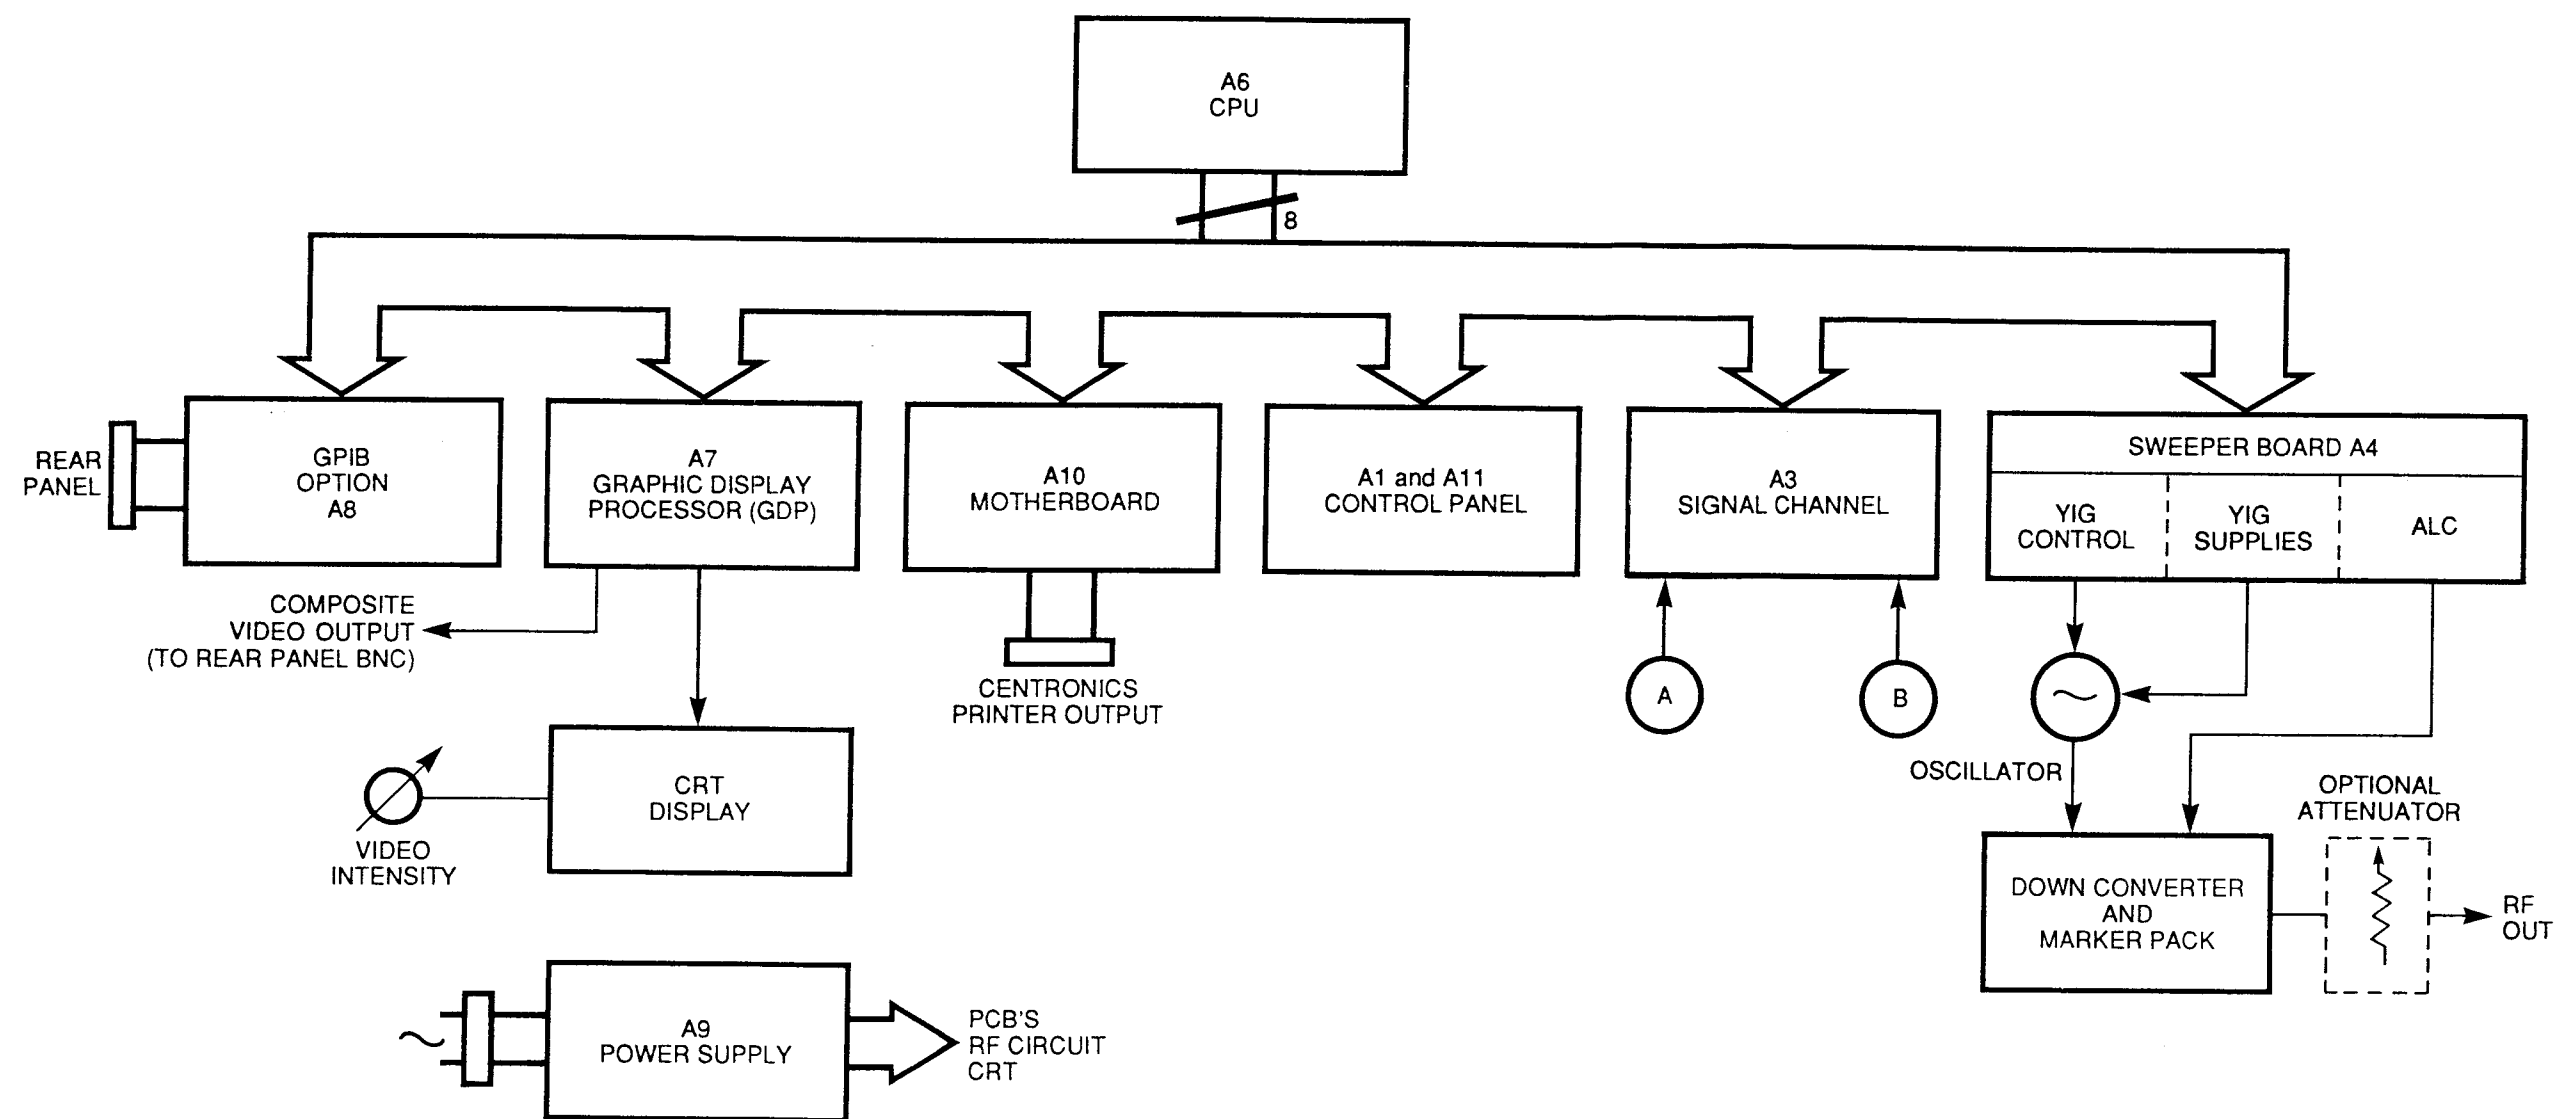 A6
CPU
8
REAR
PANEL
GPIB
OPTION
A8
A7
GRAPHIC DISPLAY
PROCESSOR (GDP)
A10
MOTHERBOARD
A1 and A11
CONTROL PANEL
A3
SIGNAL CHANNEL
SWEEPER BOARD A4
YIG
CONTROL
YIG
SUPPLIES
ALC
COMPOSITE
VIDEO OUTPUT
(TO REAR PANEL BNC)
CENTRONICS
PRINTER OUTPUT
A
B
OSCILLATOR
OPTIONAL
ATTENUATOR
CRT
DISPLAY
VIDEO
INTENSITY
DOWN CONVERTER
AND
MARKER PACK
RF
OUT
A9
POWER SUPPLY
PCB'S
RF CIRCUIT
CRT